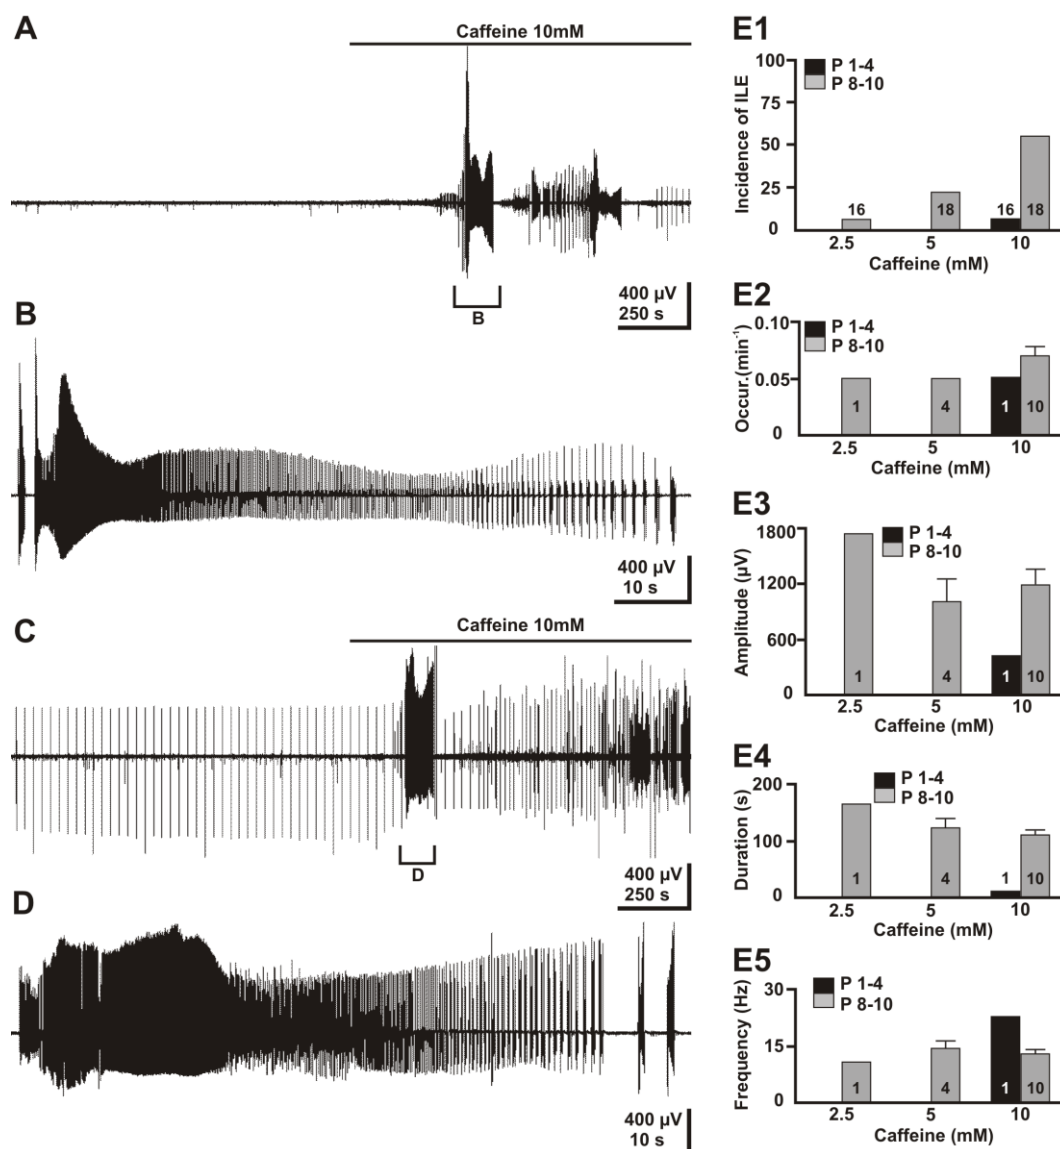 A
Caffeine 10mM
B
400 µV
250 s
B
400 µV
10 s
C
Caffeine 10mM
D
400 µV
250 s
D
400 µV
10 s
E1
P 1-4
P 8-10
Incidence of ILE
100
75
50
25
0
16
18
16
18
2.5
5
10
Caffeine (mM)
E2
P 1-4
P 8-10
Occur.(min⁻¹)
0.10
0.05
0
1
4
1
10
2.5
5
10
Caffeine (mM)
E3
P 1-4
P 8-10
Amplitude (µV)
1800
1200
600
0
1
4
1
10
2.5
5
10
Caffeine (mM)
E4
P 1-4
P 8-10
Duration (s)
200
100
0
1
4
1
10
2.5
5
10
Caffeine (mM)
E5
P 1-4
P 8-10
Frequency (Hz)
30
15
0
1
4
1
10
2.5
5
10
Caffeine (mM)